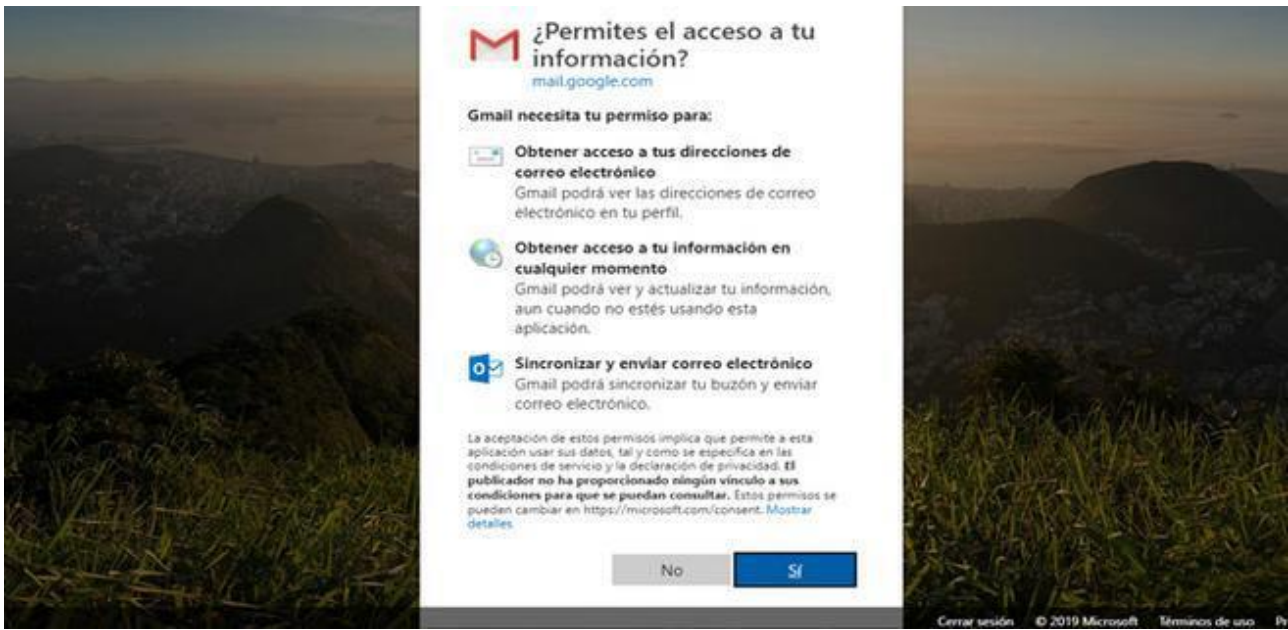 ¿Permites el acceso a tu
información?
mail.google.com
Gmail necesita tu permiso para:
Obtener acceso a tus direcciones de
correo electrónico
Gmail podrá ver las direcciones de correo
electrónico en tu perfil.
Obtener acceso a tu información en
cualquier momento
Gmail podrá ver y actualizar tu información,
aun cuando no estés usando esta
aplicación.
Sincronizar y enviar correo electrónico
Gmail podrá sincronizar tu buzón y enviar
correo electrónico.
La aceptación de estos permisos implica que permite a esta
aplicación usar sus datos, tal y como se especifica en las
condiciones de servicio y la declaración de privacidad. El
publicador no ha proporcionado ningún vínculo a sus
condiciones para que se puedan consultar. Estos permisos se
pueden cambiar en https://microsoft.com/consent. Mostrar
detalles
No Sí
Cerrar sesión © 2019 Microsoft Términos de uso